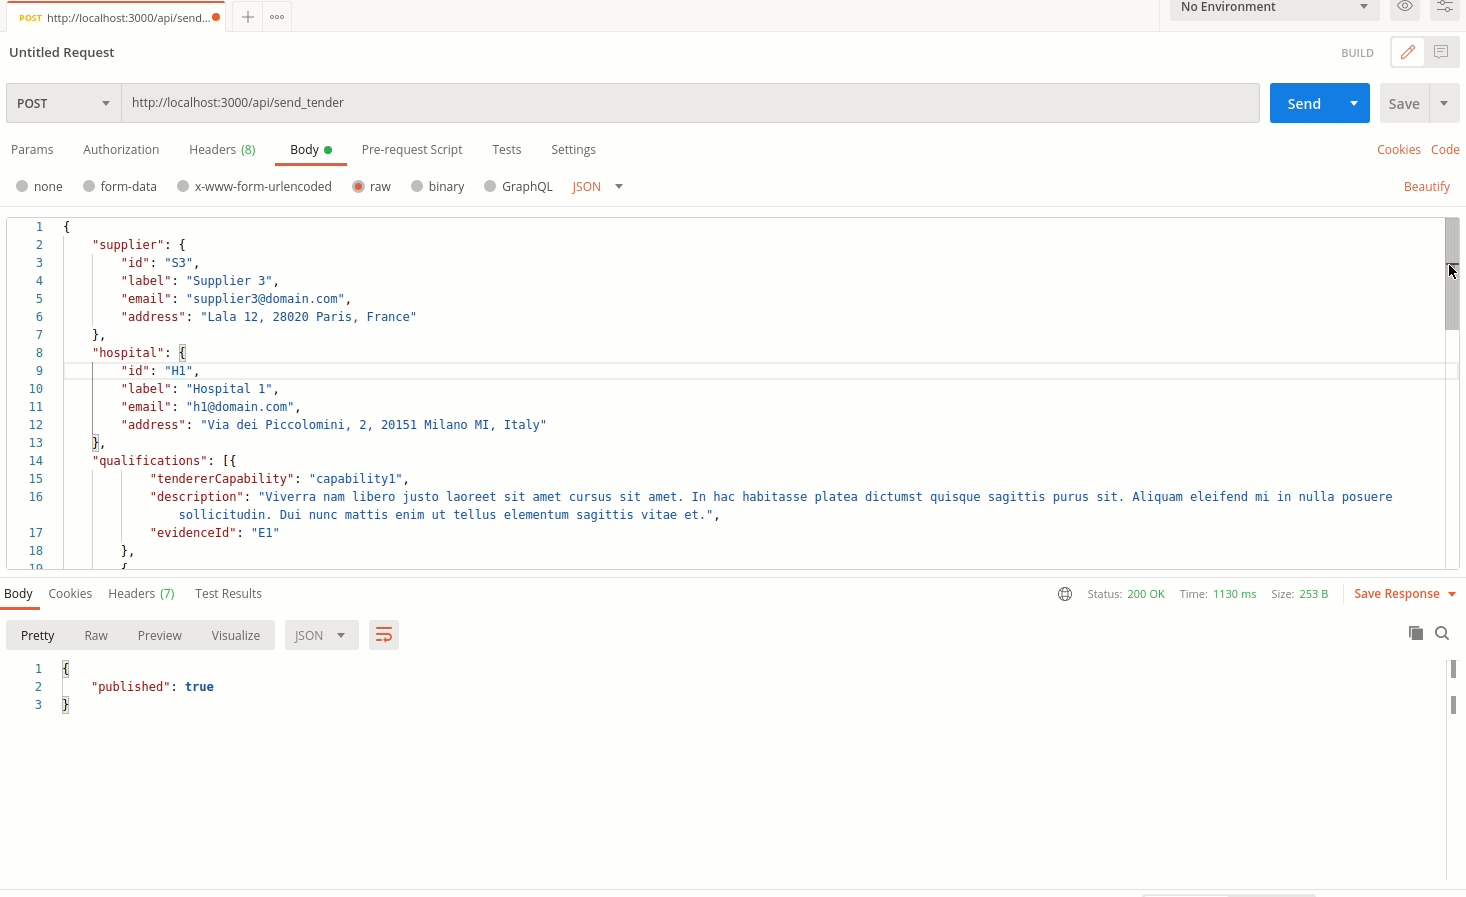 POST http://localhost:3000/api/send...
No Environment
Untitled Request
BUILD
POST http://localhost:3000/api/send_tender
Send Save
Params Authorization Headers (8) Body Pre-request Script Tests Settings Cookies Code
none form-data x-www-form-urlencoded raw binary GraphQL JSON Beautify
1 {
2 "supplier": {
3 "id": "S3",
4 "label": "Supplier 3",
5 "email": "supplier3@domain.com",
6 "address": "Lala 12, 28020 Paris, France"
7 },
8 "hospital": {
9 "id": "H1",
10 "label": "Hospital 1",
11 "email": "h1@domain.com",
12 "address": "Via dei Piccolomini, 2, 20151 Milano MI, Italy"
13 },
14 "qualifications": [{
15 "tendererCapability": "capability1",
16 "description": "Viverra nam libero justo laoreet sit amet cursus sit amet. In hac habitasse platea dictumst quisque sagittis purus sit. Aliquam eleifend mi in nulla posuere
sollicitudin. Dui nunc mattis enim ut tellus elementum sagittis vitae et.",
17 "evidenceId": "E1"
18 },
19 {
Body Cookies Headers (7) Test Results Status: 200 OK Time: 1130 ms Size: 253 B Save Response
Pretty Raw Preview Visualize JSON
1 {
2 "published": true
3 }